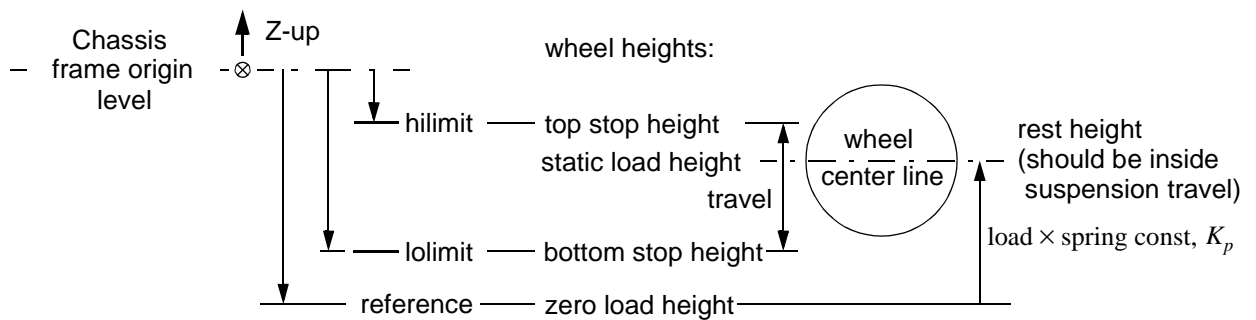 Chassis
frame origin
level
Z-up
wheel heights:
hilimit
top stop height
static load height
travel
wheel
center line
rest height
(should be inside
suspension travel)
lolimit
bottom stop height
load × spring const, Kp
reference
zero load height